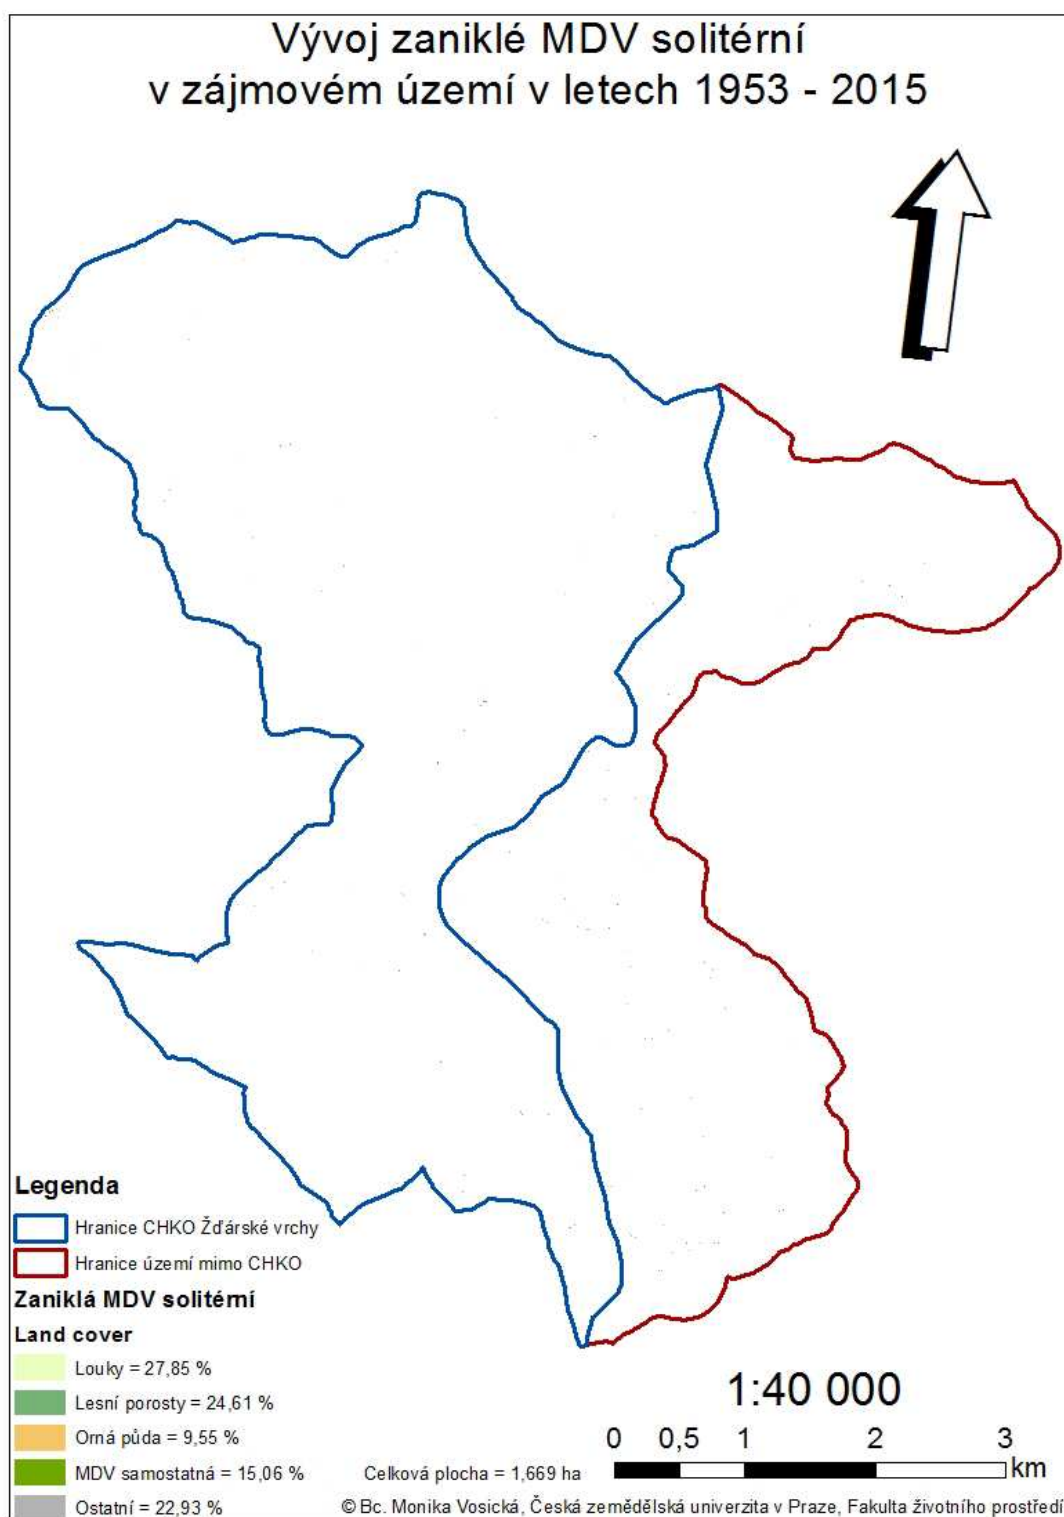 Vývoj zaniklé MDV solitérní
v zájmovém území v letech 1953 - 2015
Legenda
Hranice CHKO Žďárské vrchy
Hranice území mimo CHKO
Zaniklá MDV solitérní
Land cover
Louky = 27,85 %
Lesní porosty = 24,61 %
Orná půda = 9,55 %
MDV samostatná = 15,06 %
Ostatní = 22,93 %
Celková plocha = 1,669 ha
1:40 000
0 0,5 1 2 3
km
© Bc. Monika Vosická, Česká zemědělská univerzita v Praze, Fakulta životního prostředí